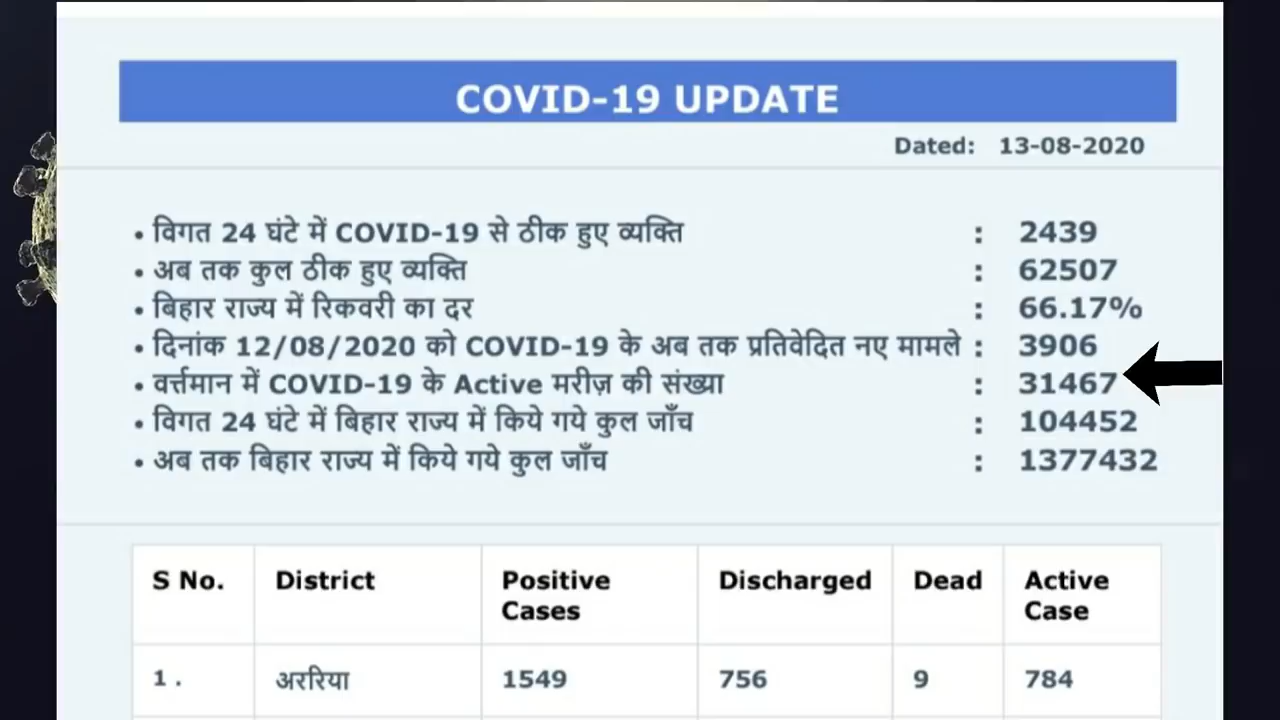 COVID-19 UPDATE
Dated: 13-08-2020
• विगत 24 घंटे में COVID-19 से ठीक हुए व्यक्ति : 2439
• अब तक कुल ठीक हुए व्यक्ति : 62507
• बिहार राज्य में रिकवरी का दर : 66.17%
• दिनांक 12/08/2020 को COVID-19 के अब तक प्रतिवेदित नए मामले : 3906
• वर्त्तमान में COVID-19 के Active मरीज़ की संख्या : 31467
• विगत 24 घंटे में बिहार राज्य में किये गये कुल जाँच : 104452
• अब तक बिहार राज्य में किये गये कुल जाँच : 1377432
S No. District Positive Cases Discharged Dead Active Case
1 . अररिया 1549 756 9 784